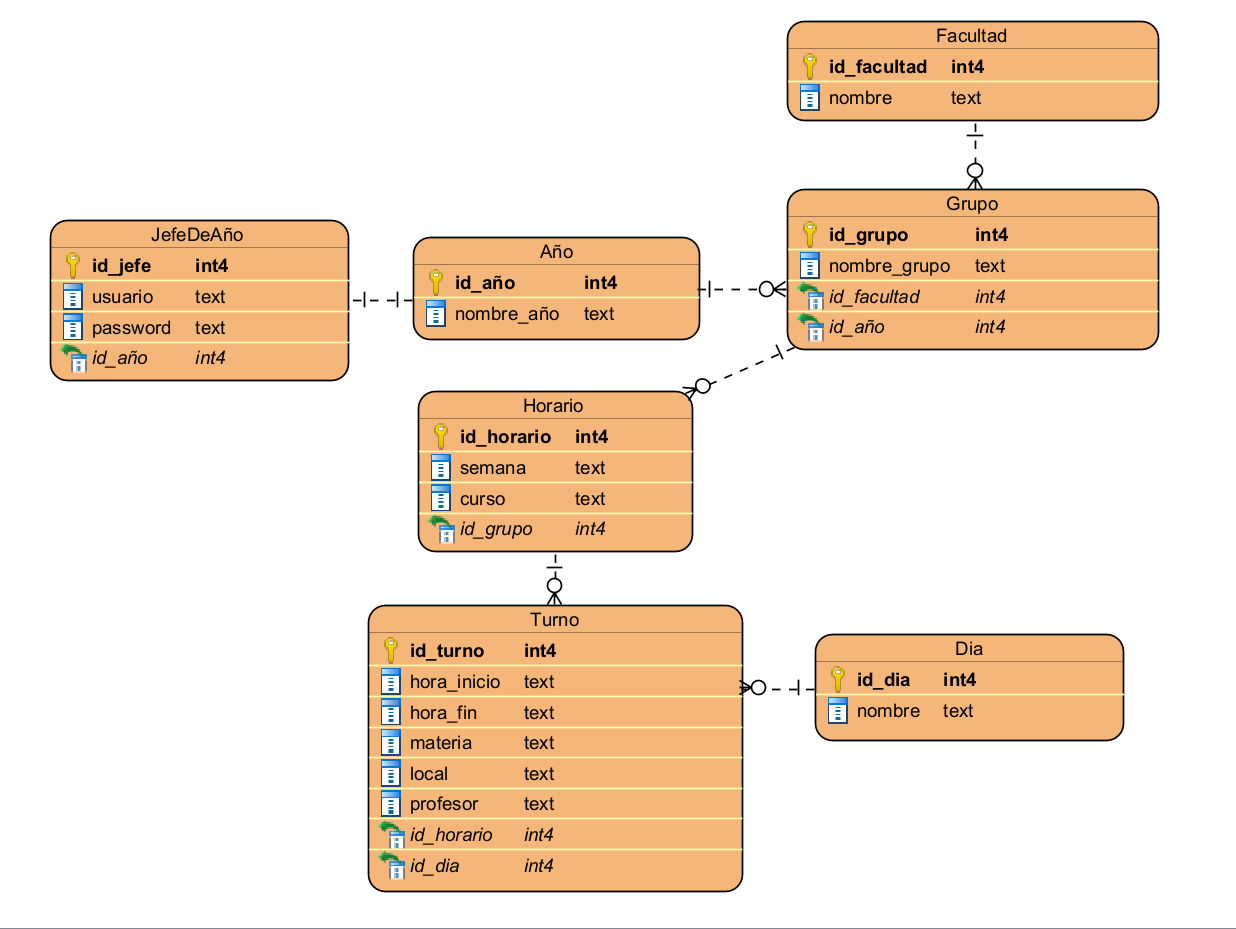 Facultad
id_facultad int4
nombre text
Grupo
id_grupo int4
nombre_grupo text
id_facultad int4
id_año int4
JefeDeAño
id_jefe int4
usuario text
password text
id_año int4
Año
id_año int4
nombre_año text
Horario
id_horario int4
semana text
curso text
id_grupo int4
Turno
id_turno int4
hora_inicio text
hora_fin text
materia text
local text
profesor text
id_horario int4
id_dia int4
Dia
id_dia int4
nombre text